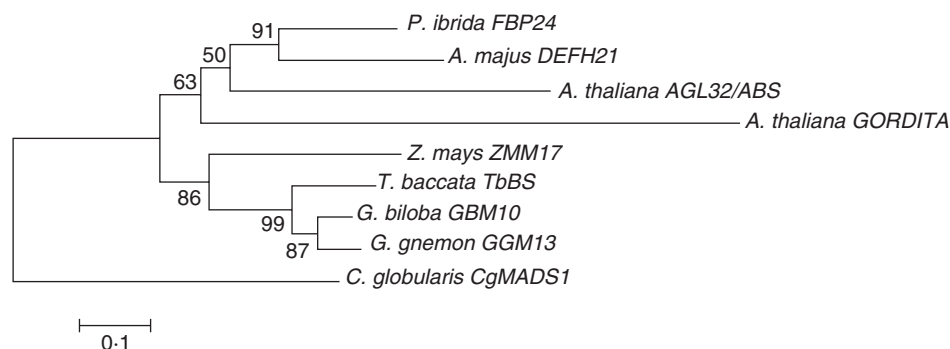 P. ibrida FBP24
91
A. majus DEFH21
50
A. thaliana AGL32/ABS
63
A. thaliana GORDITA
Z. mays ZMM17
86
T. baccata TbBS
99
G. biloba GBM10
87
G. gnemon GGM13
C. globularis CgMADS1
0·1